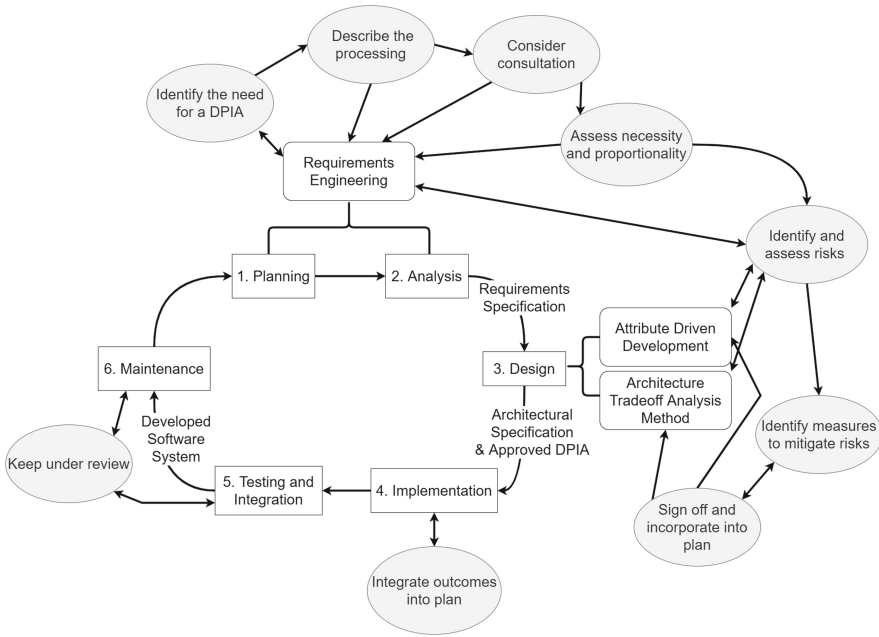 Describe the
processing
Consider
consultation
Identify the need
for a DPIA
Assess necessity
and proportionality
Requirements
Engineering
Identify and
assess risks
1. Planning
2. Analysis
Requirements
Specification
Attribute Driven
Development
3. Design
6. Maintenance
Architecture
Tradeoff Analysis
Method
Architectural
Specification
& Approved DPIA
Developed
Software
System
Identify measures
to mitigate risks
Keep under review
5. Testing and
Integration
4. Implementation
Sign off and
incorporate into
plan
Integrate outcomes
into plan